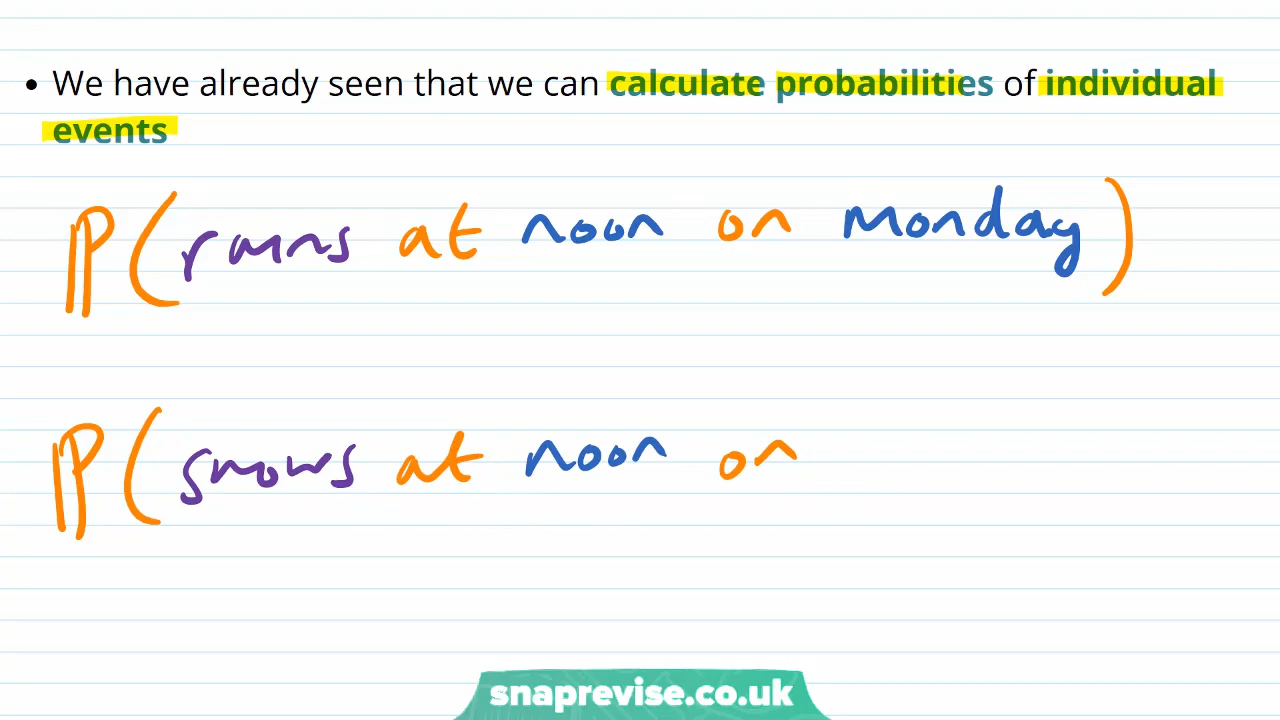 • We have already seen that we can calculate probabilities of individual
events
ℙ(rains at noon on Monday)
ℙ(snows at noon on
snaprevise.co.uk